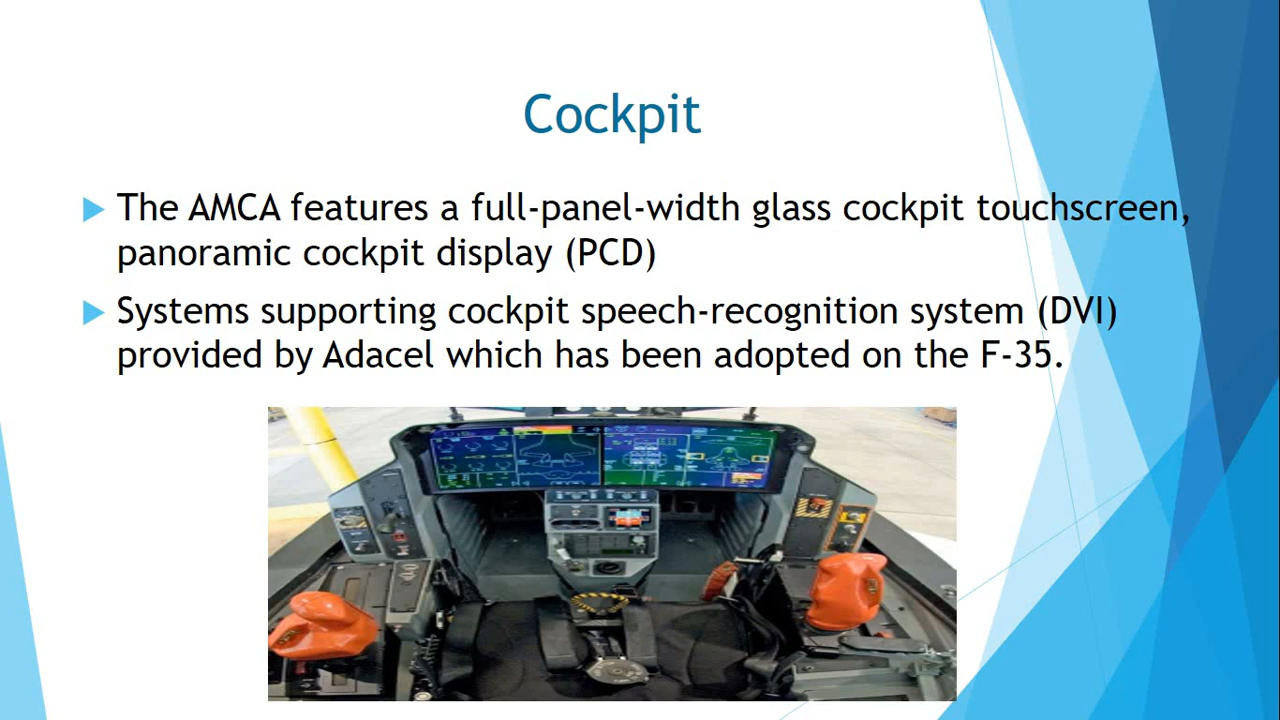 Cockpit
The AMCA features a full-panel-width glass cockpit touchscreen,
panoramic cockpit display (PCD)
Systems supporting cockpit speech-recognition system (DVI)
provided by Adacel which has been adopted on the F-35.